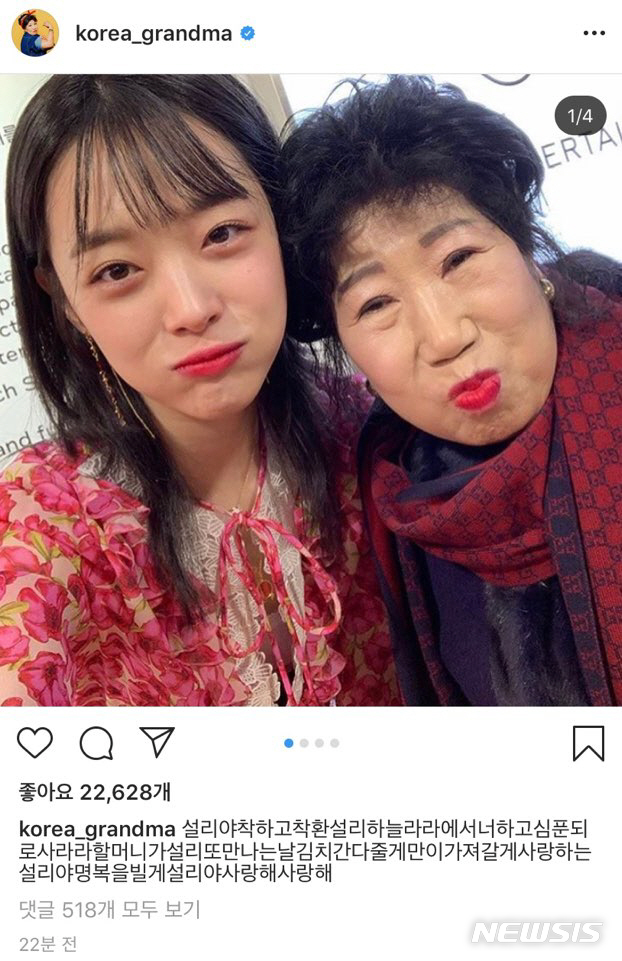 korea_grandma
1/4
ERTAI
좋아요 22,628개
korea_grandma 설리야착하고착환설리하늘라라에서너하고심푼되
로사라라할머니가설리또만나는날김치간다줄게만이가져갈게사랑하는
설리야명복을빌게설리야사랑해사랑해
댓글 518개 모두 보기
22분 전
NEWSIS